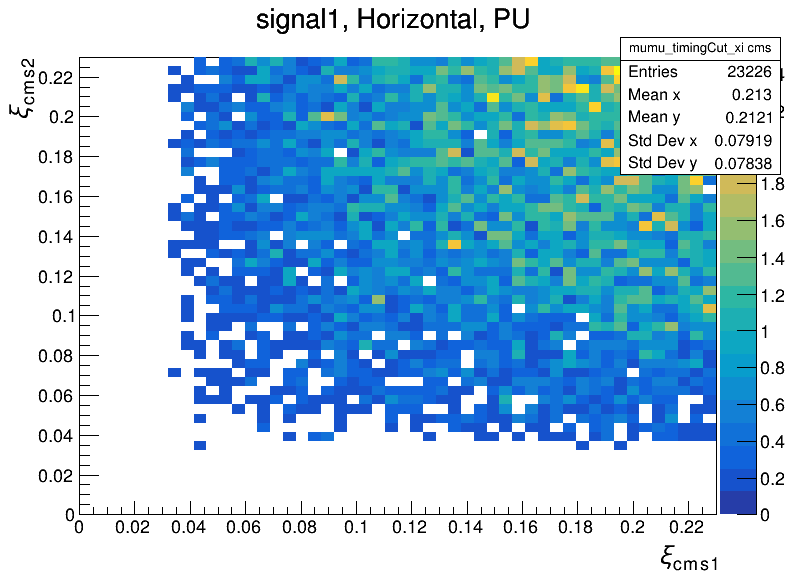 signal1, Horizontal, PU
mumu_timingCut_xi cms
Entries 23226
Mean x 0.213
Mean y 0.2121
Std Dev x 0.07919
Std Dev y 0.07838
ξcms2
0.22
0.2
0.18
0.16
0.14
0.12
0.1
0.08
0.06
0.04
0.02
0
0 0.02 0.04 0.06 0.08 0.1 0.12 0.14 0.16 0.18 0.2 0.22
ξcms1
1.8
1.6
1.4
1.2
1
0.8
0.6
0.4
0.2
0